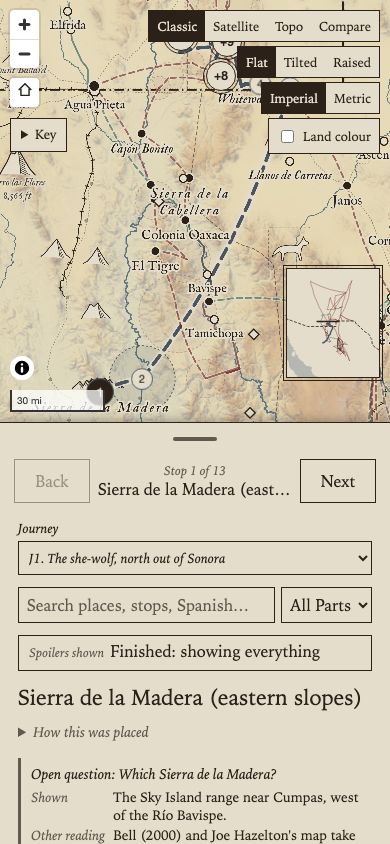 Elfrida
Classic Satellite Topo Compare
+9
+8
Flat Tilted Raised
Agua Prieta
Imperial Metric
Key
Land colour
Cajón Bonito
8,566 ft
Llanos de Carretas
Janos
Sierra de la
Cabellera
Colonia Oaxaca
El Tigre
Bavispe
Tamichopa
2
30 mi
Sierra de la Madera
Back
Stop 1 of 13
Sierra de la Madera (east…
Next
Journey
J1. The she-wolf, north out of Sonora
Search places, stops, Spanish…
All Parts
Spoilers shown Finished: showing everything
Sierra de la Madera (eastern slopes)
How this was placed
Open question: Which Sierra de la Madera?
Shown The Sky Island range near Cumpas, west
of the Río Bavispe.
Other reading Bell (2000) and Joe Hazelton's map take